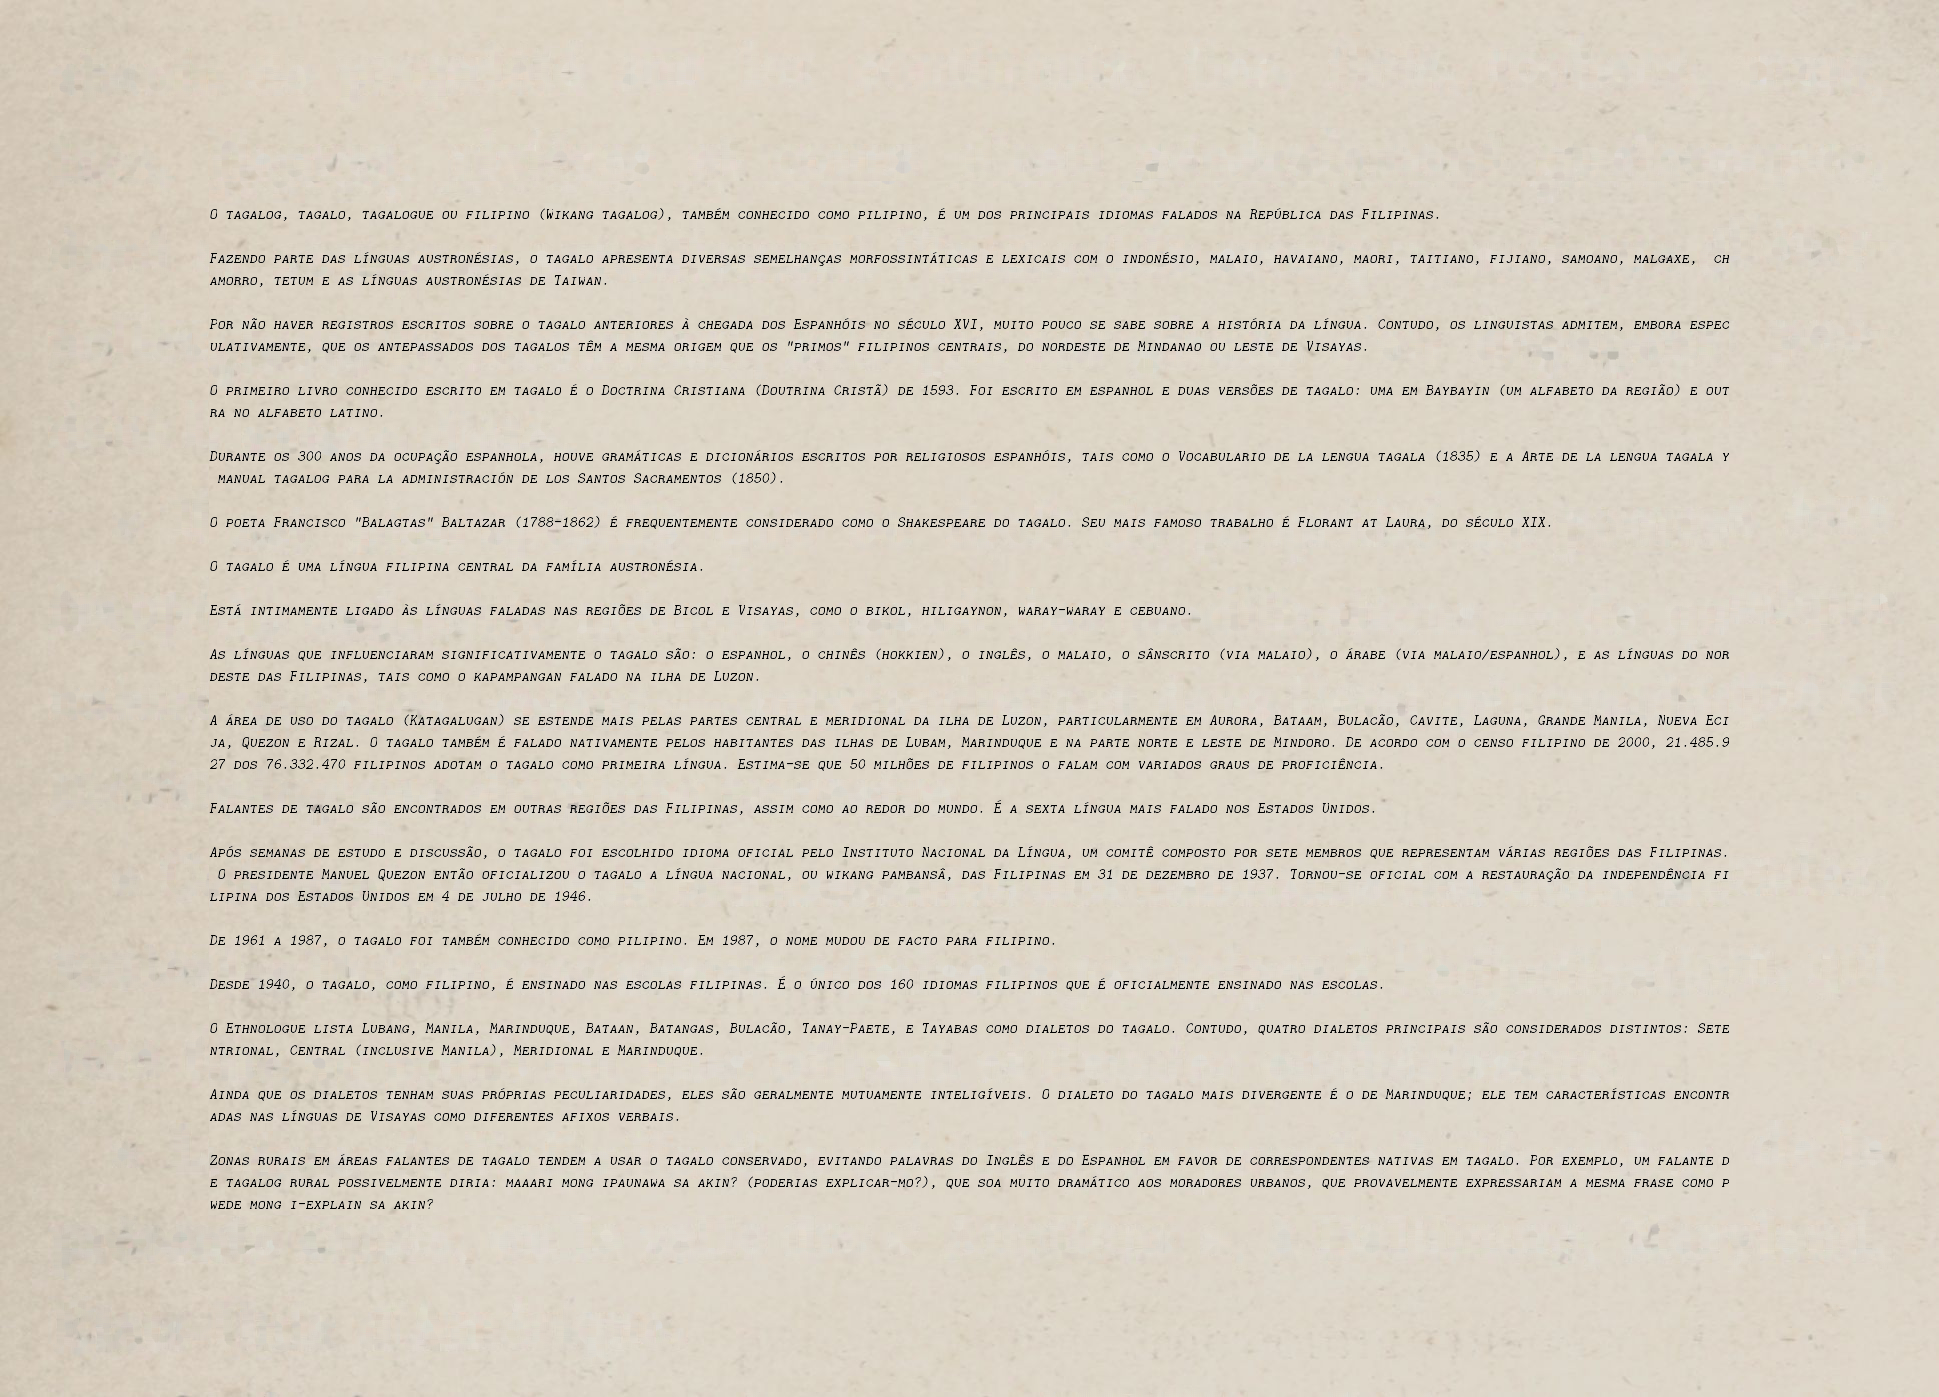 O tagalog, tagalo, tagalogue ou filipino (Wikang tagalog), também conhecido como pilipino, é um dos principais idiomas falados na República das Filipinas.
Fazendo parte das línguas austronésias, o tagalo apresenta diversas semelhanças morfossintáticas e lexicais com o indonésio, malaio, havaiano, maori, taitiano, fijiano, samoano, malgaxe,  ch
amorro, tetum e as línguas austronésias de Taiwan.
Por não haver registros escritos sobre o tagalo anteriores à chegada dos Espanhóis no século XVI, muito pouco se sabe sobre a história da língua. Contudo, os linguistas admitem, embora espec
ulativamente, que os antepassados dos tagalos têm a mesma origem que os "primos" filipinos centrais, do nordeste de Mindanao ou leste de Visayas.
O primeiro livro conhecido escrito em tagalo é o Doctrina Cristiana (Doutrina Cristã) de 1593. Foi escrito em espanhol e duas versões de tagalo: uma em Baybayin (um alfabeto da região) e out
ra no alfabeto latino.
Durante os 300 anos da ocupação espanhola, houve gramáticas e dicionários escritos por religiosos espanhóis, tais como o Vocabulario de la lengua tagala (1835) e a Arte de la lengua tagala y
manual tagalog para la administración de los Santos Sacramentos (1850).
O poeta Francisco "Balagtas" Baltazar (1788-1862) é frequentemente considerado como o Shakespeare do tagalo. Seu mais famoso trabalho é Florant at Laura, do século XIX.
O tagalo é uma língua filipina central da família austronésia.
Está intimamente ligado às línguas faladas nas regiões de Bicol e Visayas, como o bikol, hiligaynon, waray-waray e cebuano.
As línguas que influenciaram significativamente o tagalo são: o espanhol, o chinês (hokkien), o inglês, o malaio, o sânscrito (via malaio), o árabe (via malaio/espanhol), e as línguas do nor
deste das Filipinas, tais como o kapampangan falado na ilha de Luzon.
A área de uso do tagalo (Katagalugan) se estende mais pelas partes central e meridional da ilha de Luzon, particularmente em Aurora, Bataam, Bulacão, Cavite, Laguna, Grande Manila, Nueva Eci
ja, Quezon e Rizal. O tagalo também é falado nativamente pelos habitantes das ilhas de Lubam, Marinduque e na parte norte e leste de Mindoro. De acordo com o censo filipino de 2000, 21.485.9
27 dos 76.332.470 filipinos adotam o tagalo como primeira língua. Estima-se que 50 milhões de filipinos o falam com variados graus de proficiência.
Falantes de tagalo são encontrados em outras regiões das Filipinas, assim como ao redor do mundo. É a sexta língua mais falado nos Estados Unidos.
Após semanas de estudo e discussão, o tagalo foi escolhido idioma oficial pelo Instituto Nacional da Língua, um comitê composto por sete membros que representam várias regiões das Filipinas.
O presidente Manuel Quezon então oficializou o tagalo a língua nacional, ou wikang pambansâ, das Filipinas em 31 de dezembro de 1937. Tornou-se oficial com a restauração da independência fi
lipina dos Estados Unidos em 4 de julho de 1946.
De 1961 a 1987, o tagalo foi também conhecido como pilipino. Em 1987, o nome mudou de facto para filipino.
Desde 1940, o tagalo, como filipino, é ensinado nas escolas filipinas. É o único dos 160 idiomas filipinos que é oficialmente ensinado nas escolas.
O Ethnologue lista Lubang, Manila, Marinduque, Bataan, Batangas, Bulacão, Tanay-Paete, e Tayabas como dialetos do tagalo. Contudo, quatro dialetos principais são considerados distintos: Sete
ntrional, Central (inclusive Manila), Meridional e Marinduque.
Ainda que os dialetos tenham suas próprias peculiaridades, eles são geralmente mutuamente inteligíveis. O dialeto do tagalo mais divergente é o de Marinduque; ele tem características encontr
adas nas línguas de Visayas como diferentes afixos verbais.
Zonas rurais em áreas falantes de tagalo tendem a usar o tagalo conservado, evitando palavras do Inglês e do Espanhol em favor de correspondentes nativas em tagalo. Por exemplo, um falante d
e tagalog rural possivelmente diria: maaari mong ipaunawa sa akin? (poderias explicar-mo?), que soa muito dramático aos moradores urbanos, que provavelmente expressariam a mesma frase como p
wede mong i-explain sa akin?